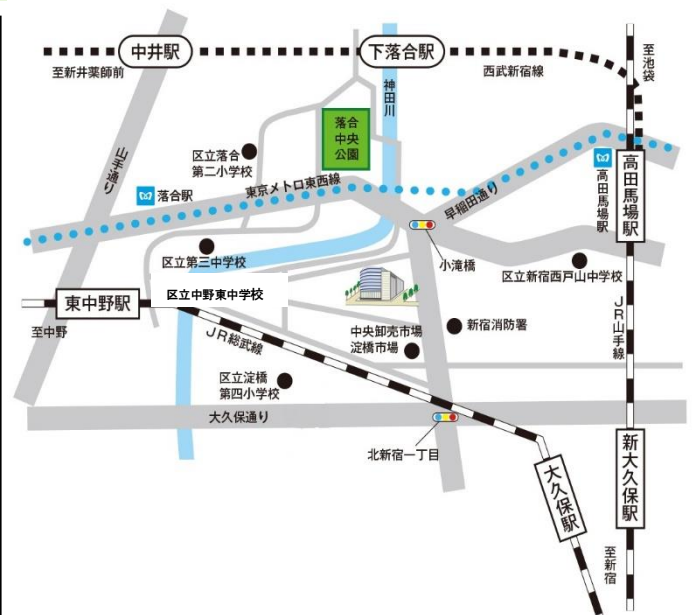 中井駅
下落合駅
至新井薬師前
西武新宿線
至池袋
神田川
落合
中央
公園
山手通り
区立落合
第二小学校
東京メトロ東西線
落合駅
早稲田通り
高田馬場駅
高田馬場駅
小滝橋
区立第三中学校
区立新宿西戸山中学校
区立中野東中学校
東中野駅
至中野
JR総武線
中央卸売市場
淀橋市場
新宿消防署
JR山手線
区立淀橋
第四小学校
大久保通り
北新宿一丁目
大久保駅
新大久保駅
至新宿